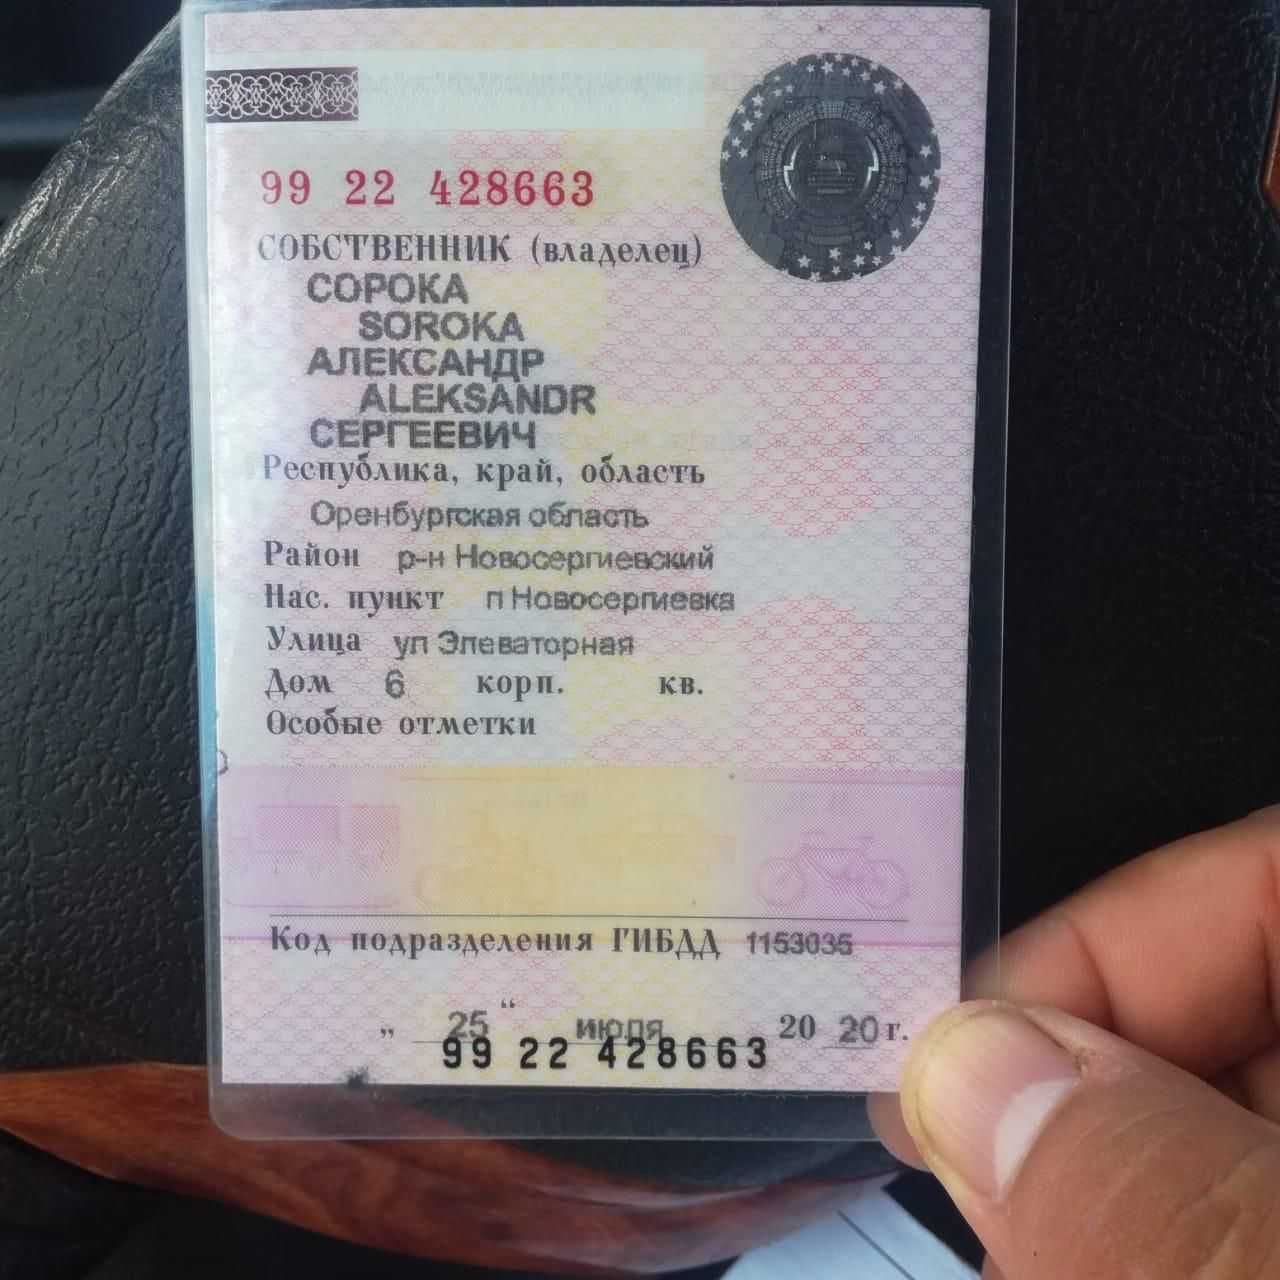 99 22 428663
СОБСТВЕННИК (владелец)
СОРОКА
SOROKA
АЛЕКСАНДР
ALEKSANDR
СЕРГЕЕВИЧ
Республика, край, область
Оренбургская область
Район р-н Новосергиевский
Нас. пункт п Новосергиевка
Улица ул Элеваторная
Дом 6 корп. кв.
Особые отметки
Код подразделения ГИБДД 1153035
„ 25 “ июля 20 20 г.
99 22 428663